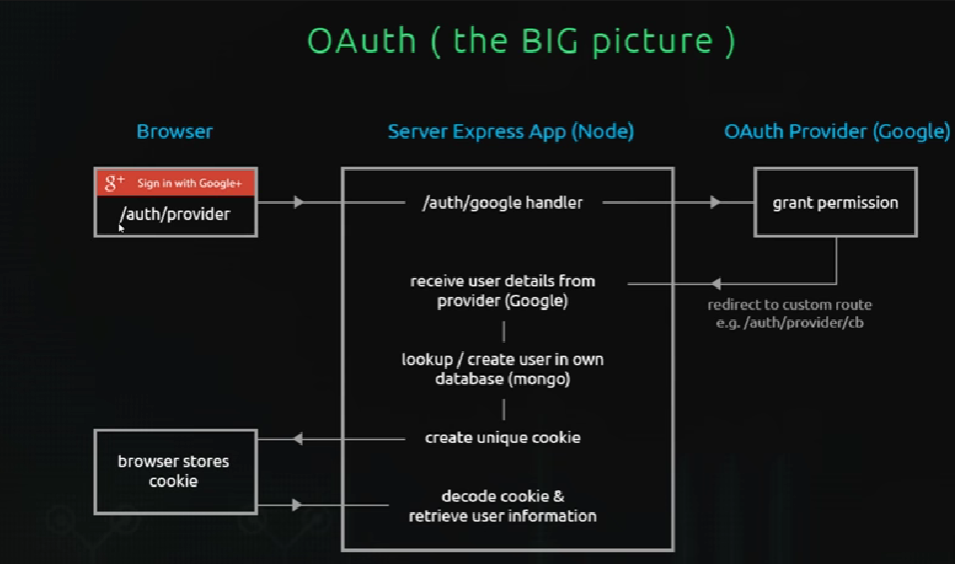 OAuth ( the BIG picture )
Browser
Server Express App (Node)
OAuth Provider (Google)
g+ Sign in with Google+
/auth/provider
/auth/google handler
grant permission
receive user details from
provider (Google)
redirect to custom route
e.g. /auth/provider/cb
lookup / create user in own
database (mongo)
create unique cookie
browser stores
cookie
decode cookie &
retrieve user information